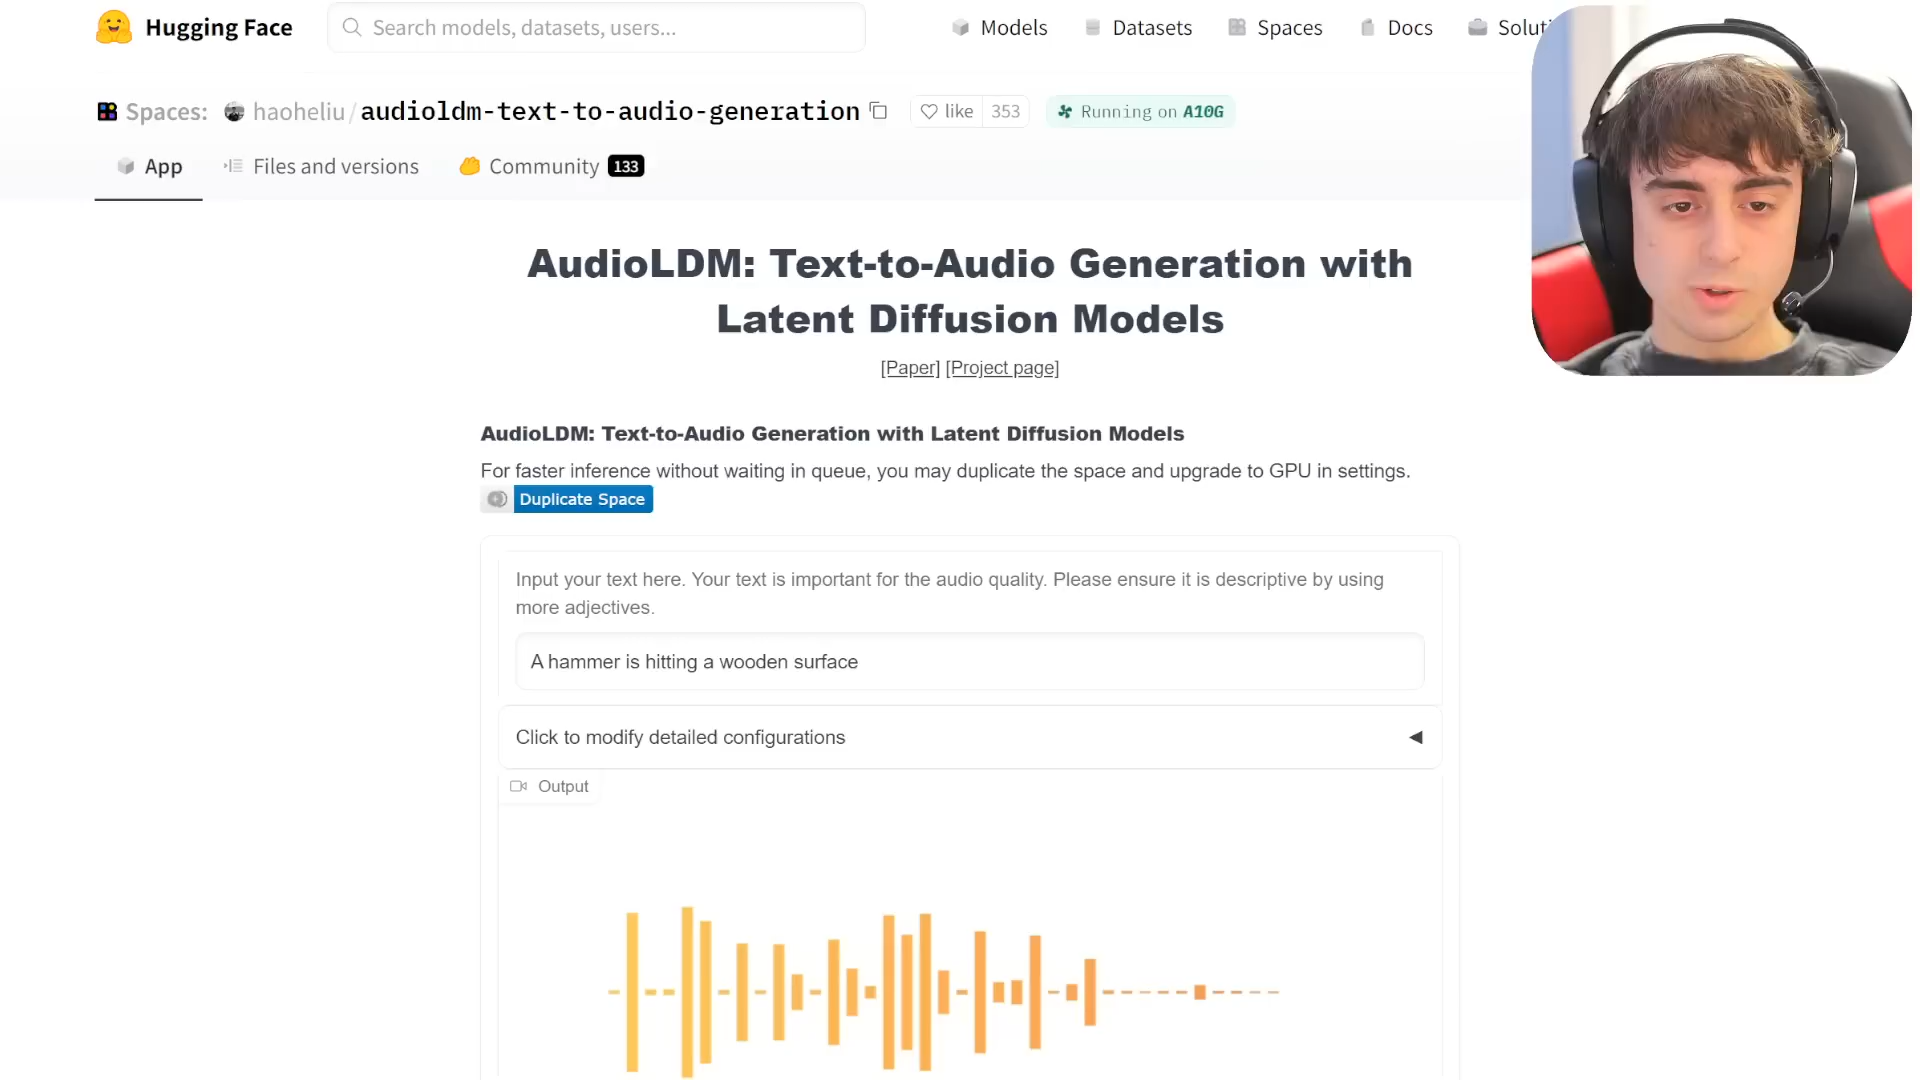 Hugging Face
Search models, datasets, users...
Models
Datasets
Spaces
Docs
Soluti
Spaces: haoheliu/audioldm-text-to-audio-generation
like 353
Running on A10G
App
Files and versions
Community 133
AudioLDM: Text-to-Audio Generation with
Latent Diffusion Models
[Paper] [Project page]
AudioLDM: Text-to-Audio Generation with Latent Diffusion Models
For faster inference without waiting in queue, you may duplicate the space and upgrade to GPU in settings.
Duplicate Space
Input your text here. Your text is important for the audio quality. Please ensure it is descriptive by using
more adjectives.
A hammer is hitting a wooden surface
Click to modify detailed configurations
Output